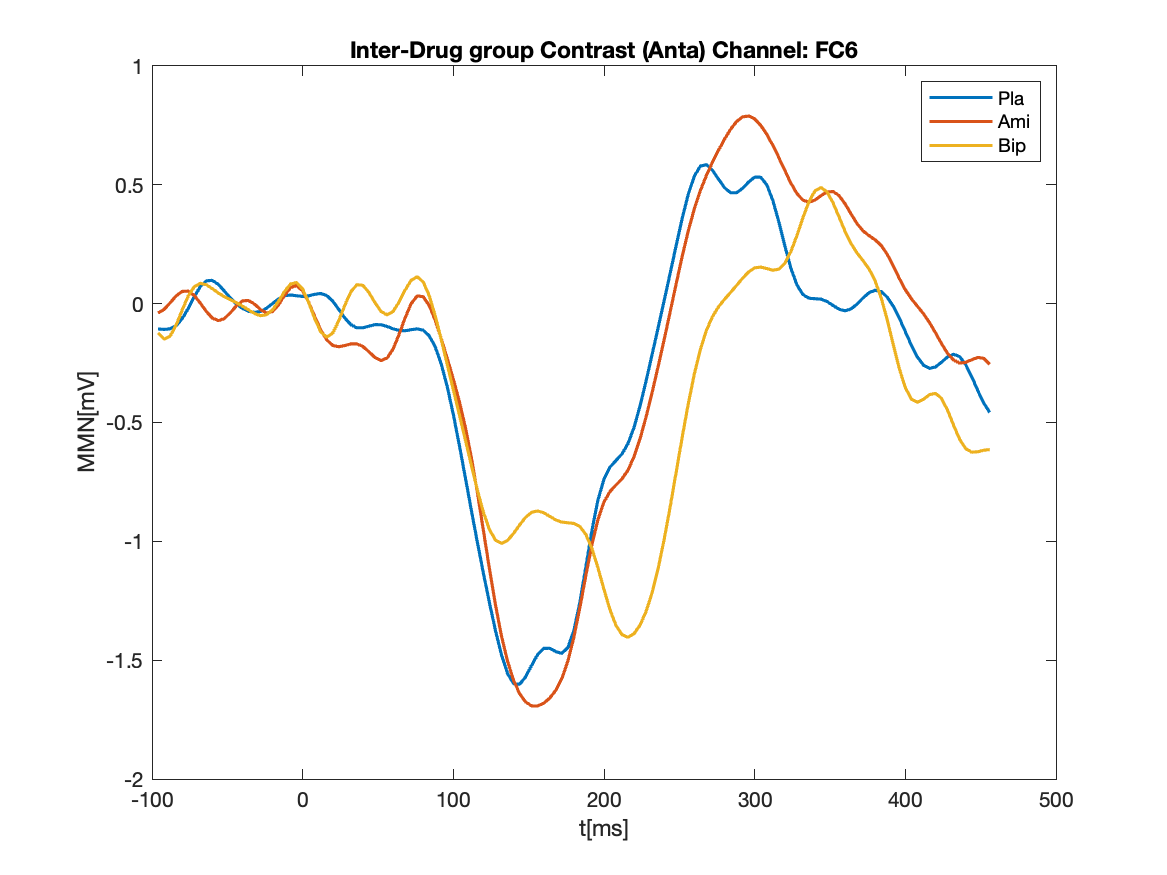 Inter-Drug group Contrast (Anta) Channel: FC6
1
Pla
Ami
Bip
0.5
0
-0.5
MMN[mV]
-1
-1.5
-2
-100 0 100 200 300 400 500
t[ms]